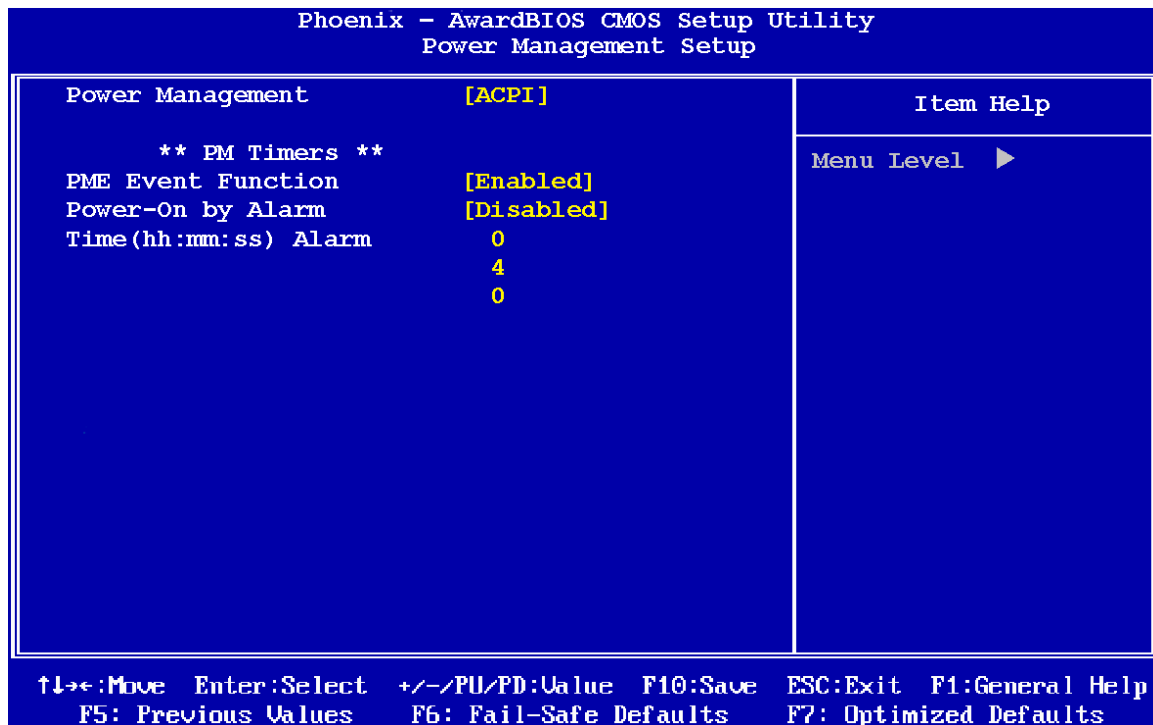 Phoenix – AwardBIOS CMOS Setup Utility
Power Management Setup
Power Management [ACPI]
** PM Timers **
PME Event Function [Enabled]
Power-On by Alarm [Disabled]
Time(hh:mm:ss) Alarm 0
4
0
Item Help
Menu Level ▶
↑↓→←:Move Enter:Select +/-/PU/PD:Value F10:Save ESC:Exit F1:General Help
F5: Previous Values F6: Fail-Safe Defaults F7: Optimized Defaults